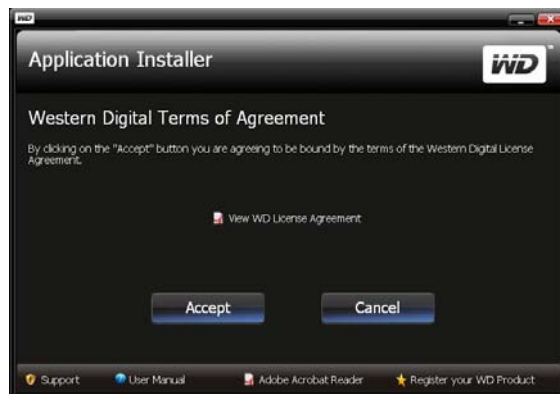 WD
Application Installer
WD
Western Digital Terms of Agreement
By clicking on the "Accept" button you are agreeing to be bound by the terms of the Western Digital License
Agreement.
View WD License Agreement
Accept Cancel
Support User Manual Adobe Acrobat Reader Register your WD Product